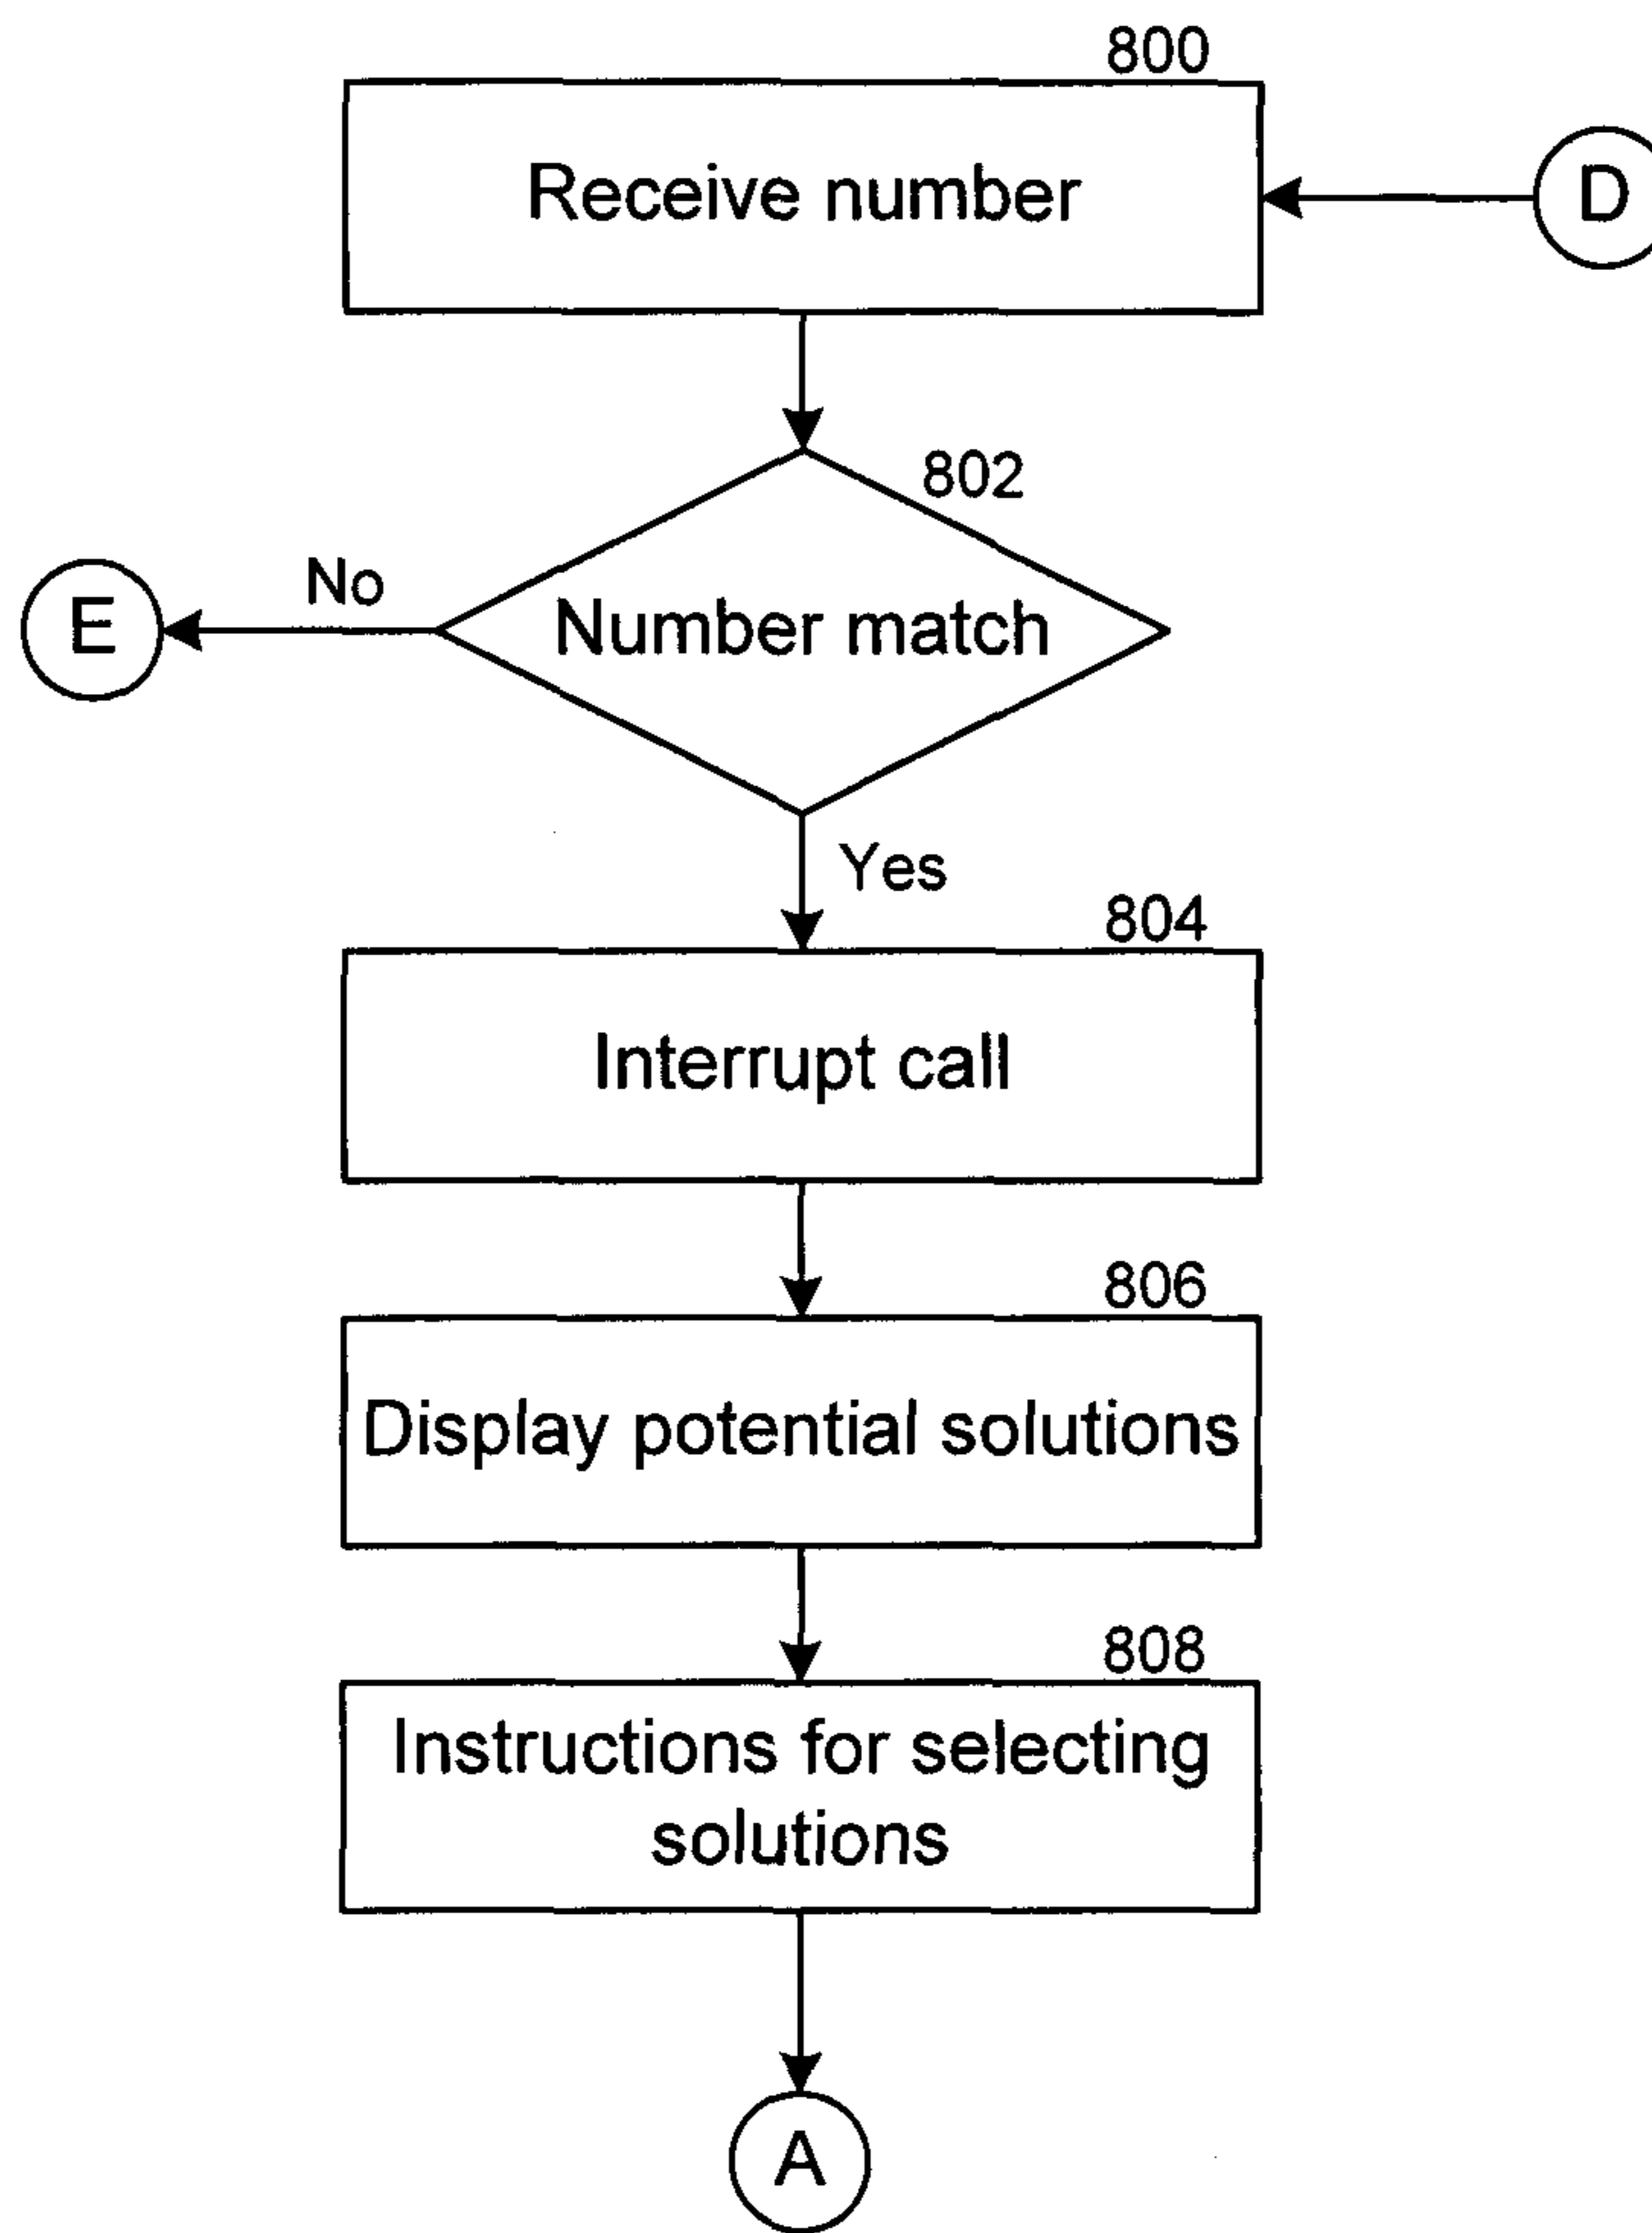 800
Receive number
D
802
No
E
Number match
Yes
804
Interrupt call
806
Display potential solutions
808
Instructions for selecting
solutions
A